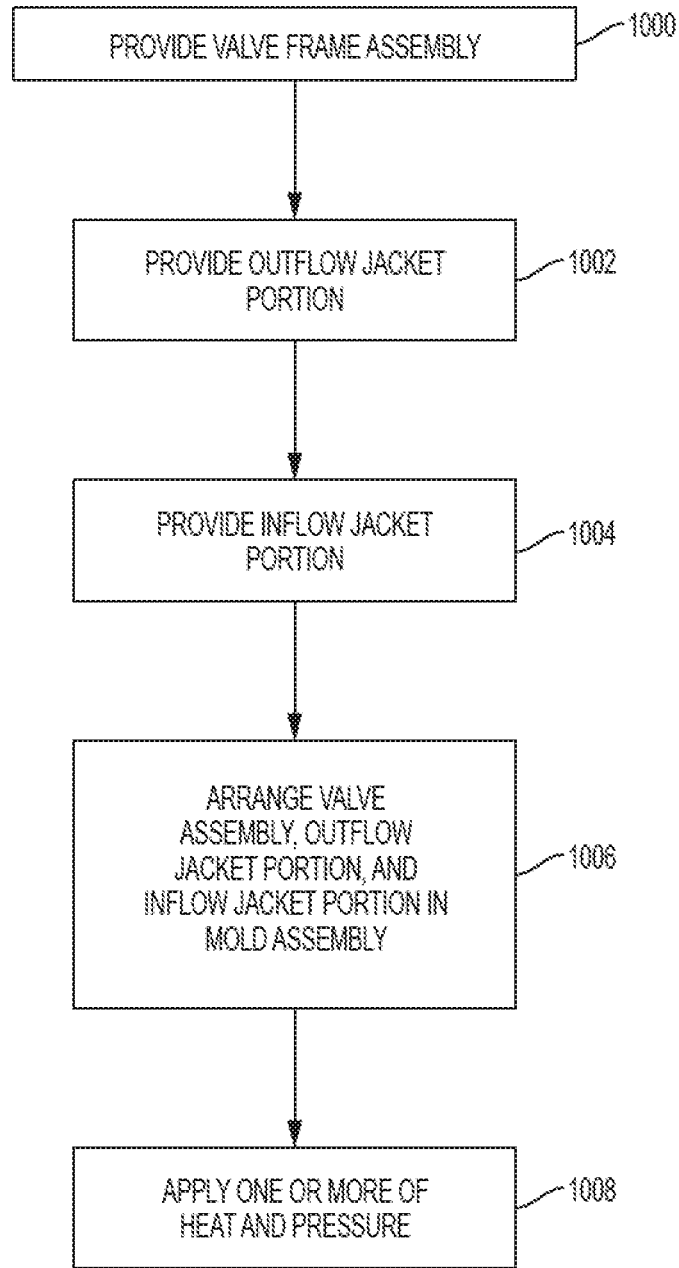 PROVIDE VALVE FRAME ASSEMBLY
1000
PROVIDE OUTFLOW JACKET
PORTION
1002
PROVIDE INFLOW JACKET
PORTION
1004
ARRANGE VALVE
ASSEMBLY, OUTFLOW
JACKET PORTION, AND
INFLOW JACKET PORTION IN
MOLD ASSEMBLY
1006
APPLY ONE OR MORE OF
HEAT AND PRESSURE
1008